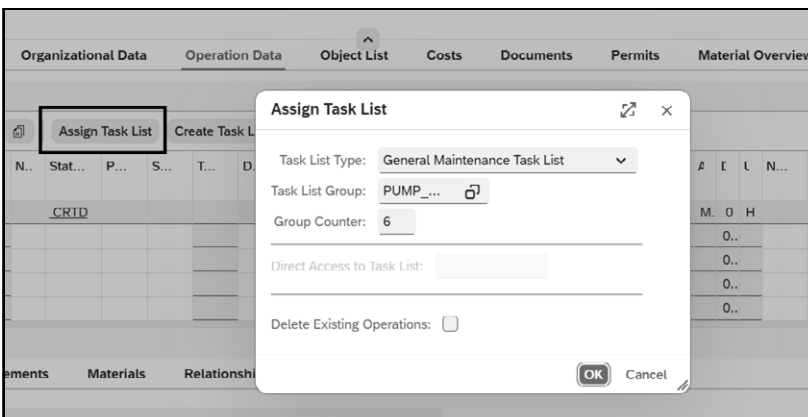 Organizational Data Operation Data Object List Costs Documents Permits Material Overview
Assign Task List
Assign Task List Create Task L
Task List Type: General Maintenance Task List
N.. Stat... P... S... T... D. A D U N...
Task List Group: PUMP_...
CRTD M. 0 H
Group Counter: 6
0..
0..
Direct Access to Task List:
0..
0..
Delete Existing Operations:
ements Materials Relationshi
OK Cancel